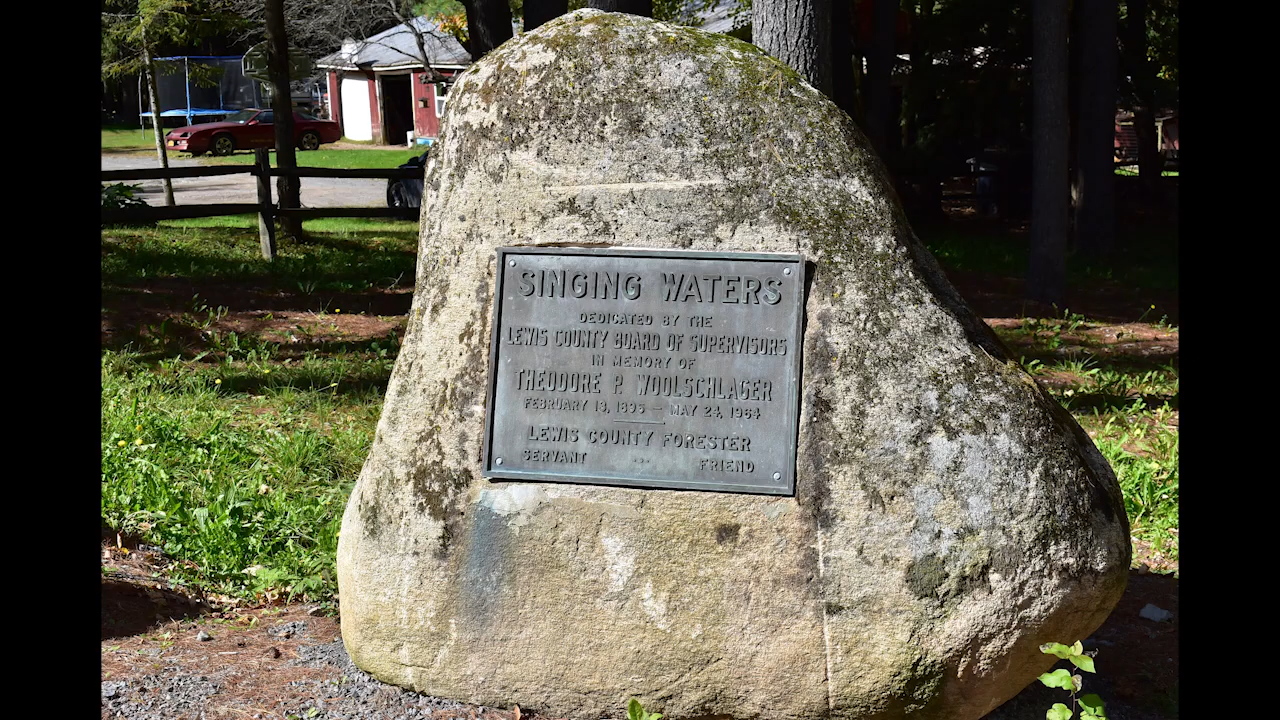 SINGING WATERS
DEDICATED BY THE
LEWIS COUNTY BOARD OF SUPERVISORS
IN MEMORY OF
THEODORE P. WOOLSCHLAGER
FEBRUARY 13, 1895 — MAY 24, 1964
LEWIS COUNTY FORESTER
SERVANT ... FRIEND